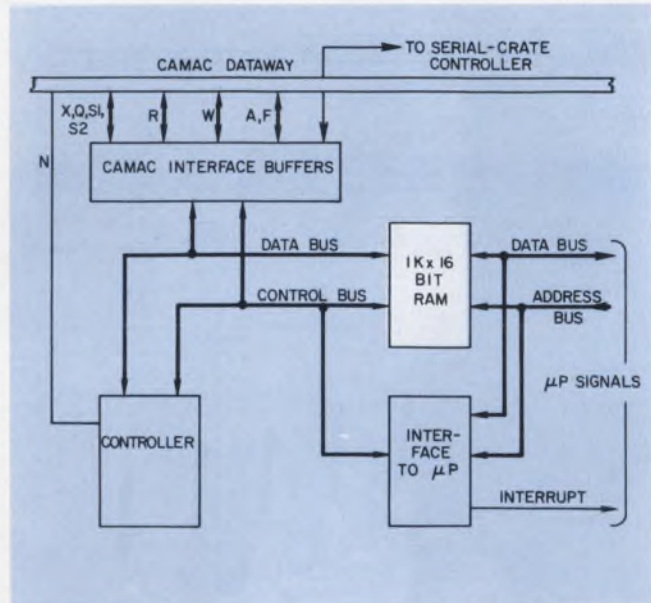 TO SERIAL-CRATE
CONTROLLER
CAMAC DATAWAY
X,Q,S1,
S2
R
W
A,F
N
CAMAC INTERFACE BUFFERS
DATA BUS
1K x 16
BIT
RAM
DATA BUS
CONTROL BUS
ADDRESS
BUS
μP SIGNALS
CONTROLLER
INTER-
FACE
TO μP
INTERRUPT